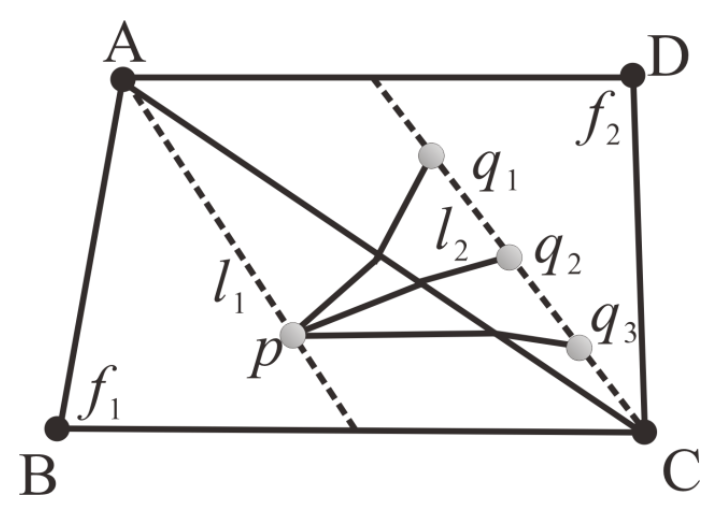 A
D
f₂
q₁
l₂
q₂
l₁
q₃
p
f₁
B
C